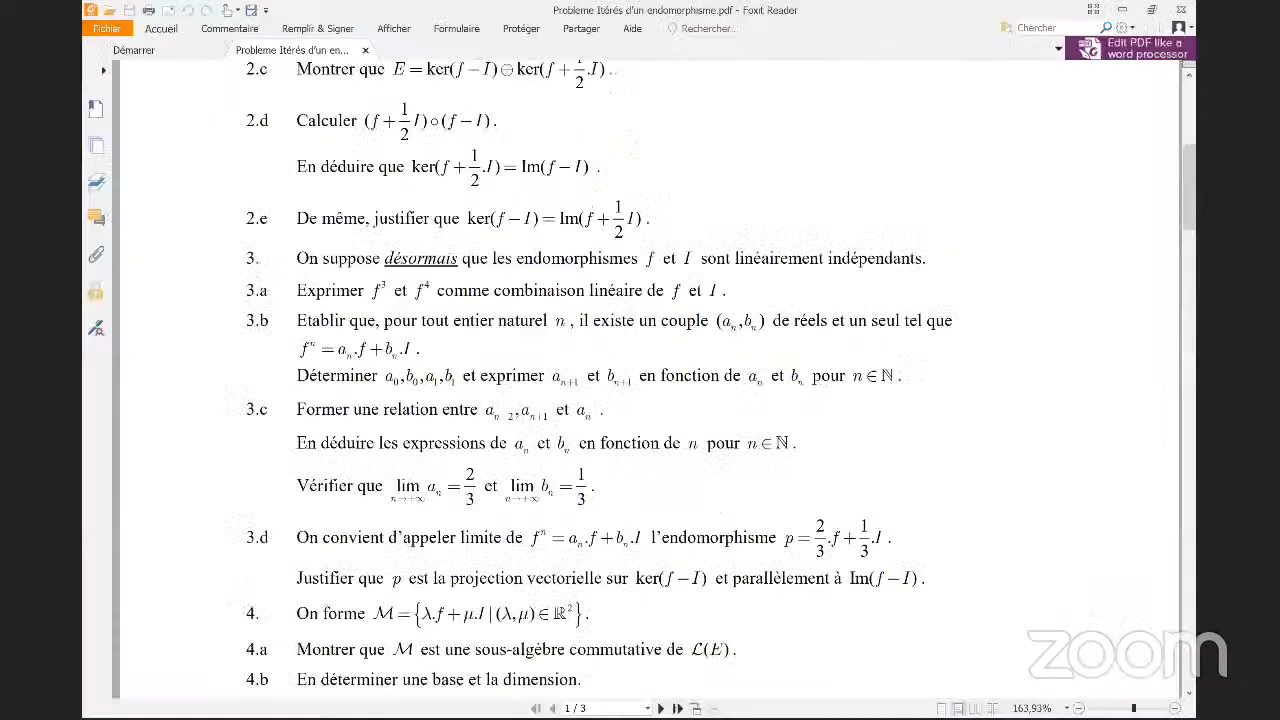 Probleme Itérés d'un endomorphisme.pdf - Foxit Reader
Fichier Accueil Commentaire Remplir & Signer Afficher Formulaire Protéger Partager Aide Rechercher... Chercher
Démarrer Probleme Itérés d'un en... × Edit PDF like a word processor
2.c Montrer que E = ker(f − I) ⊕ ker(f + 1/2 .I).
2.d Calculer (f + 1/2 I) ∘ (f − I).
En déduire que ker(f + 1/2 .I) = Im(f − I) .
2.e De même, justifier que ker(f − I) = Im(f + 1/2 I).
3. On suppose désormais que les endomorphismes f et I sont linéairement indépendants.
3.a Exprimer f³ et f⁴ comme combinaison linéaire de f et I .
3.b Etablir que, pour tout entier naturel n , il existe un couple (aₙ,bₙ) de réels et un seul tel que
fⁿ = aₙ.f + bₙ.I .
Déterminer a₀,b₀,a₁,b₁ et exprimer aₙ₊₁ et bₙ₊₁ en fonction de aₙ et bₙ pour n ∈ ℕ .
3.c Former une relation entre aₙ₊₂,aₙ₊₁ et aₙ .
En déduire les expressions de aₙ et bₙ en fonction de n pour n ∈ ℕ .
Vérifier que lim n→+∞ aₙ = 2/3 et lim n→+∞ bₙ = 1/3 .
3.d On convient d'appeler limite de fⁿ = aₙ.f + bₙ.I l'endomorphisme p = 2/3 .f + 1/3 .I .
Justifier que p est la projection vectorielle sur ker(f − I) et parallèlement à Im(f − I) .
4. On forme ℳ = {λ.f + μ.I | (λ,μ) ∈ ℝ²} .
4.a Montrer que ℳ est une sous-algèbre commutative de ℒ(E) .
4.b En déterminer une base et la dimension.
zoom
1 / 3 163,93%